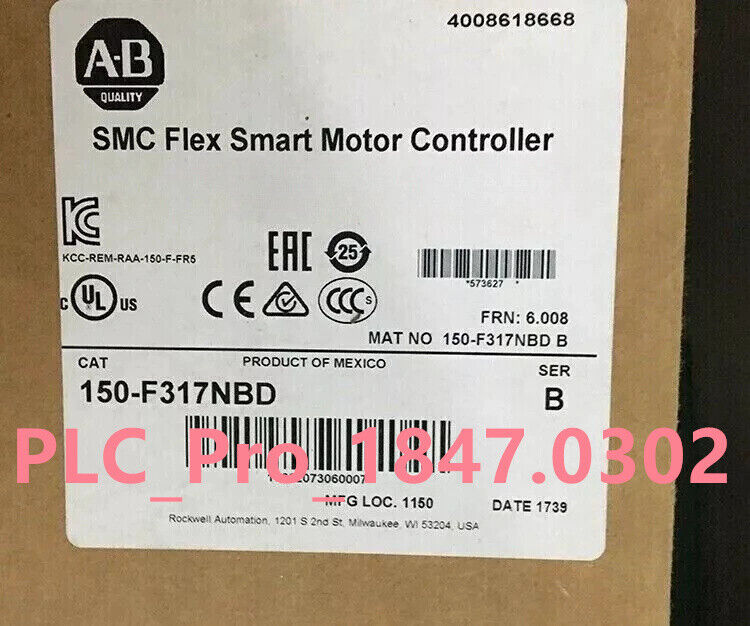 4008618668
A-B
QUALITY
SMC Flex Smart Motor Controller
KCC-REM-RAA-150-F-FR5
EAC
25
C UL US
CE
CCC S
*573627 *
FRN: 6.008
MAT NO 150-F317NBD B
CAT
PRODUCT OF MEXICO
SER
150-F317NBD
B
PLC_Pro_1847.0302
2073060007
MFG LOC. 1150
DATE 1739
Rockwell Automation, 1201 S 2nd St, Milwaukee, WI 53204, USA